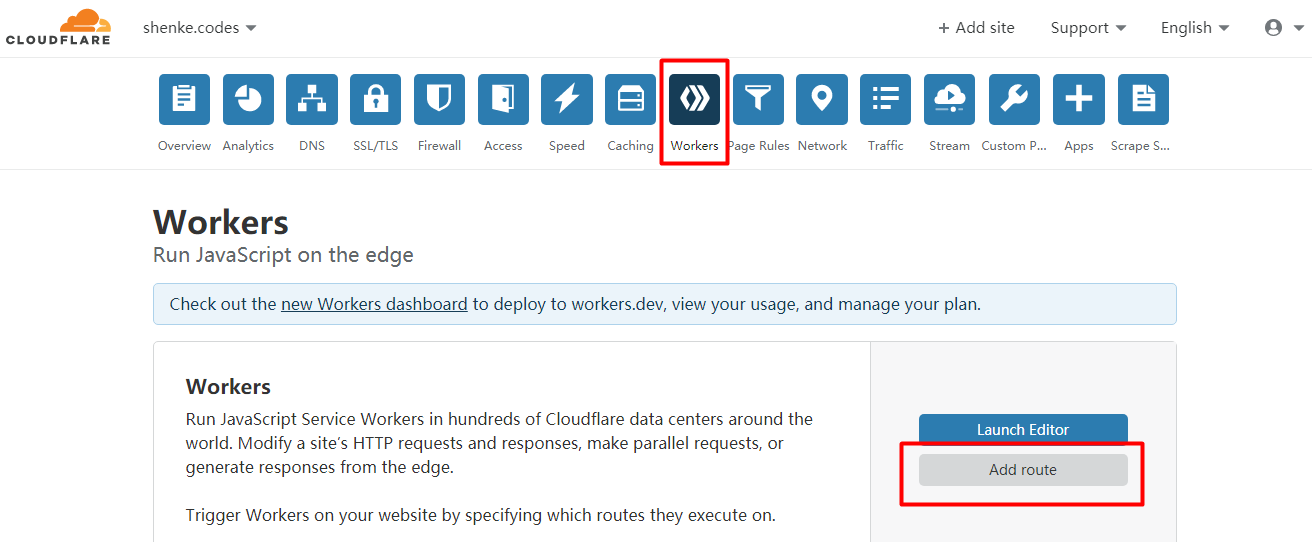 CLOUDFLARE
shenke.codes
+ Add site
Support
English
Overview
Analytics
DNS
SSL/TLS
Firewall
Access
Speed
Caching
Workers
Page Rules
Network
Traffic
Stream
Custom P...
Apps
Scrape S...
Workers
Run JavaScript on the edge
Check out the new Workers dashboard to deploy to workers.dev, view your usage, and manage your plan.
Workers
Run JavaScript Service Workers in hundreds of Cloudflare data centers around the
world. Modify a site's HTTP requests and responses, make parallel requests, or
generate responses from the edge.
Trigger Workers on your website by specifying which routes they execute on.
Launch Editor
Add route